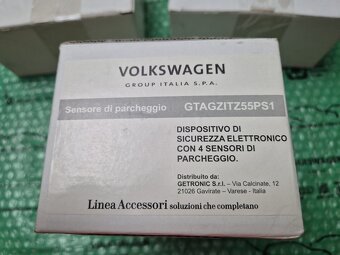 VOLKSWAGEN
GROUP ITALIA S.P.A.
Sensore di parcheggio GTAGZITZ55PS1
DISPOSITIVO DI
SICUREZZA ELETTRONICO
CON 4 SENSORI DI
PARCHEGGIO.
Distribuito da:
GETRONIC S.r.l. – Via Calcinate, 12
21026 Gavirate – Varese - Italia
Linea Accessori soluzioni che completano